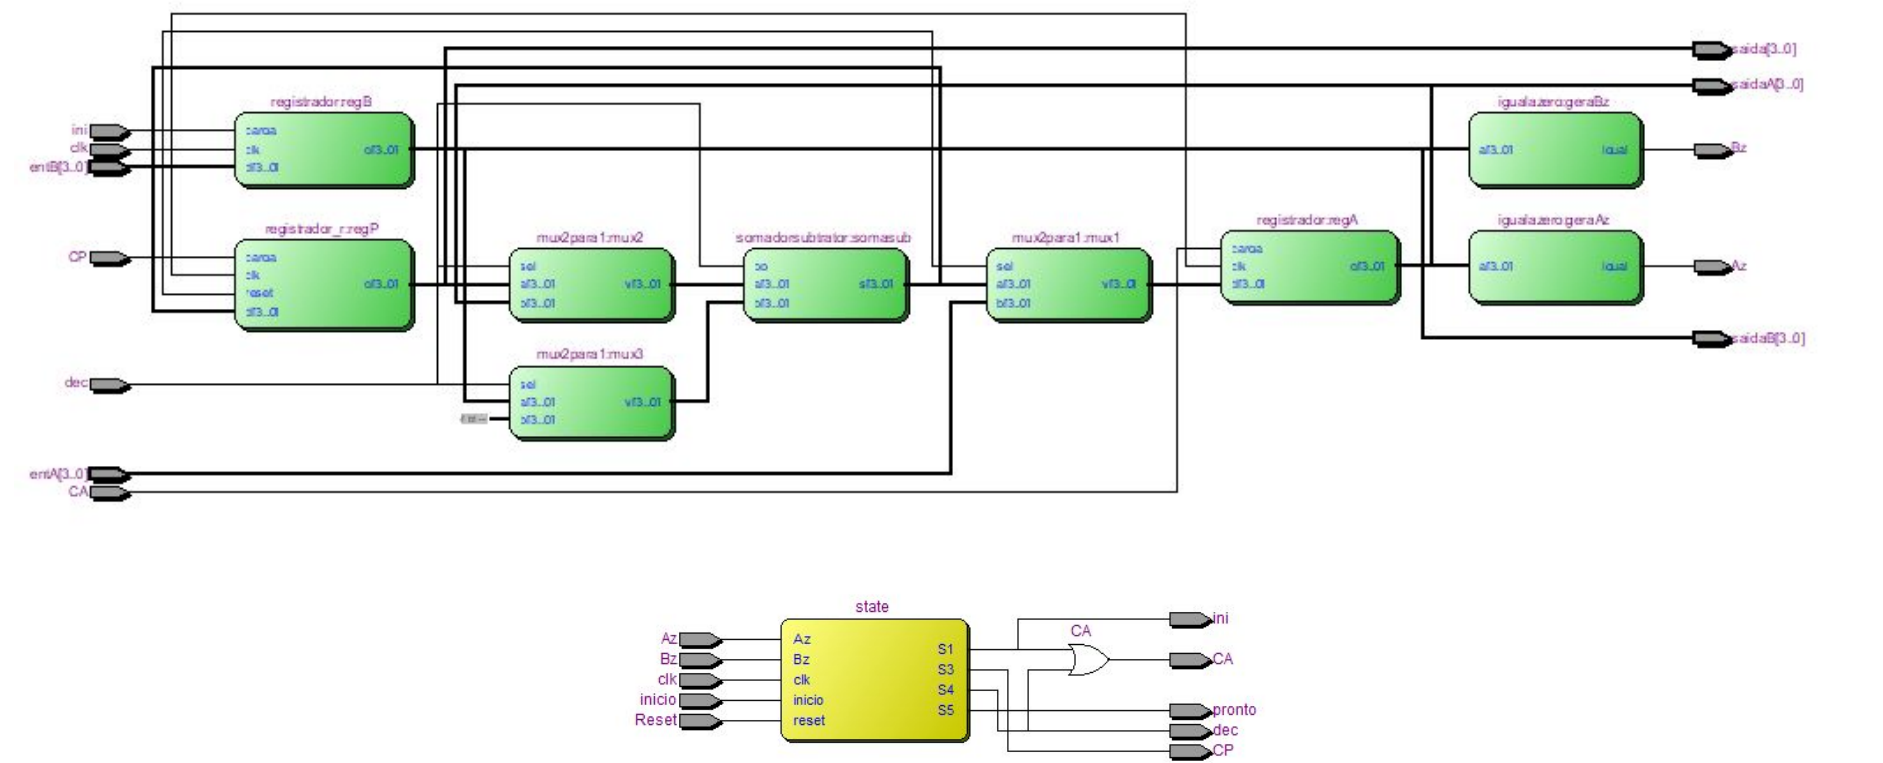 saida[3..0]
saidaA[3..0]
registrador:regB
igualazero:geraBz
ini
carga
clk
clk
q[3..0]
a[3..0]
igual
Bz
entB[3..0]
d[3..0]
registrador:regA
igualazero:geraAz
registrador_r:regP
mux2para1:mux2
somadorsubtrator:somasub
mux2para1:mux1
carga
CP
carga
clk
reset
d[3..0]
q[3..0]
sel
a[3..0]
b[3..0]
y[3..0]
a[3..0]
b[3..0]
s[3..0]
sel
a[3..0]
b[3..0]
y[3..0]
clk
d[3..0]
q[3..0]
a[3..0]
igual
Az
saidaB[3..0]
mux2para1:mux3
dec
sel
a[3..0]
b[3..0]
y[3..0]
entA[3..0]
CA
state
ini
CA
Az
Az
S1
Bz
Bz
S3
CA
clk
clk
S4
inicio
inicio
S5
pronto
Reset
reset
dec
CP